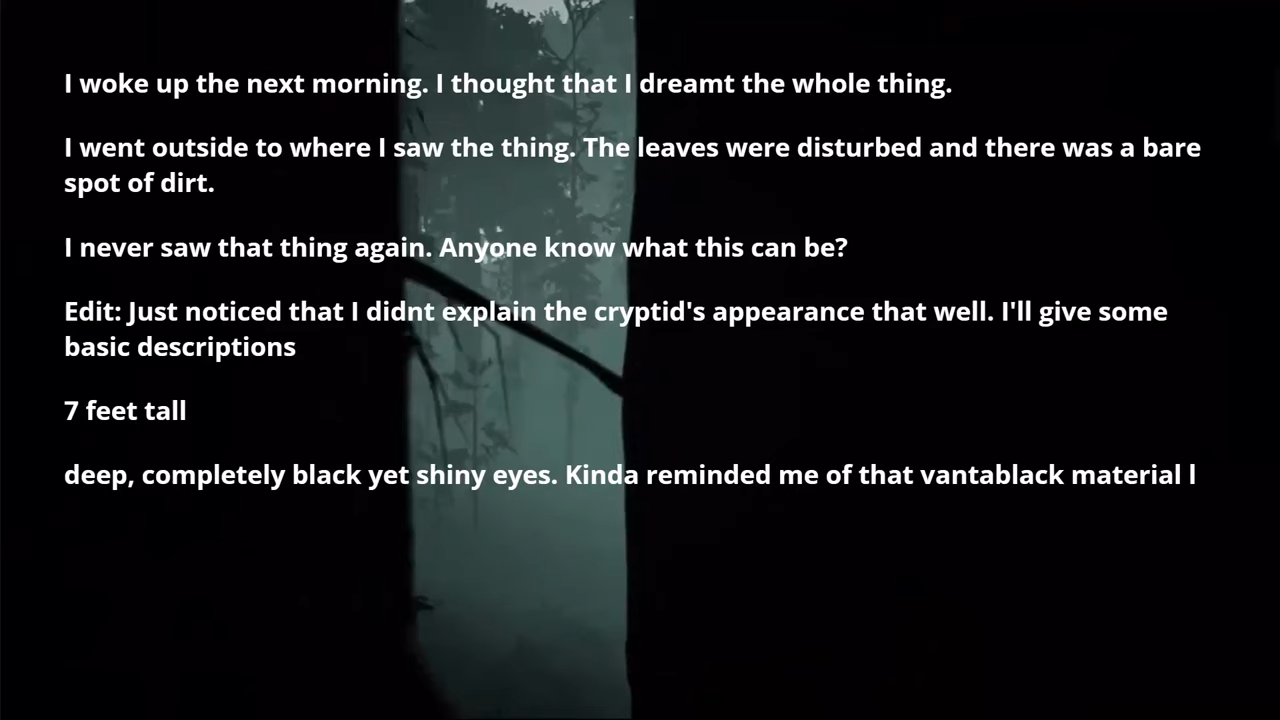 I woke up the next morning. I thought that I dreamt the whole thing.
I went outside to where I saw the thing. The leaves were disturbed and there was a bare
spot of dirt.
I never saw that thing again. Anyone know what this can be?
Edit: Just noticed that I didnt explain the cryptid's appearance that well. I'll give some
basic descriptions
7 feet tall
deep, completely black yet shiny eyes. Kinda reminded me of that vantablack material l